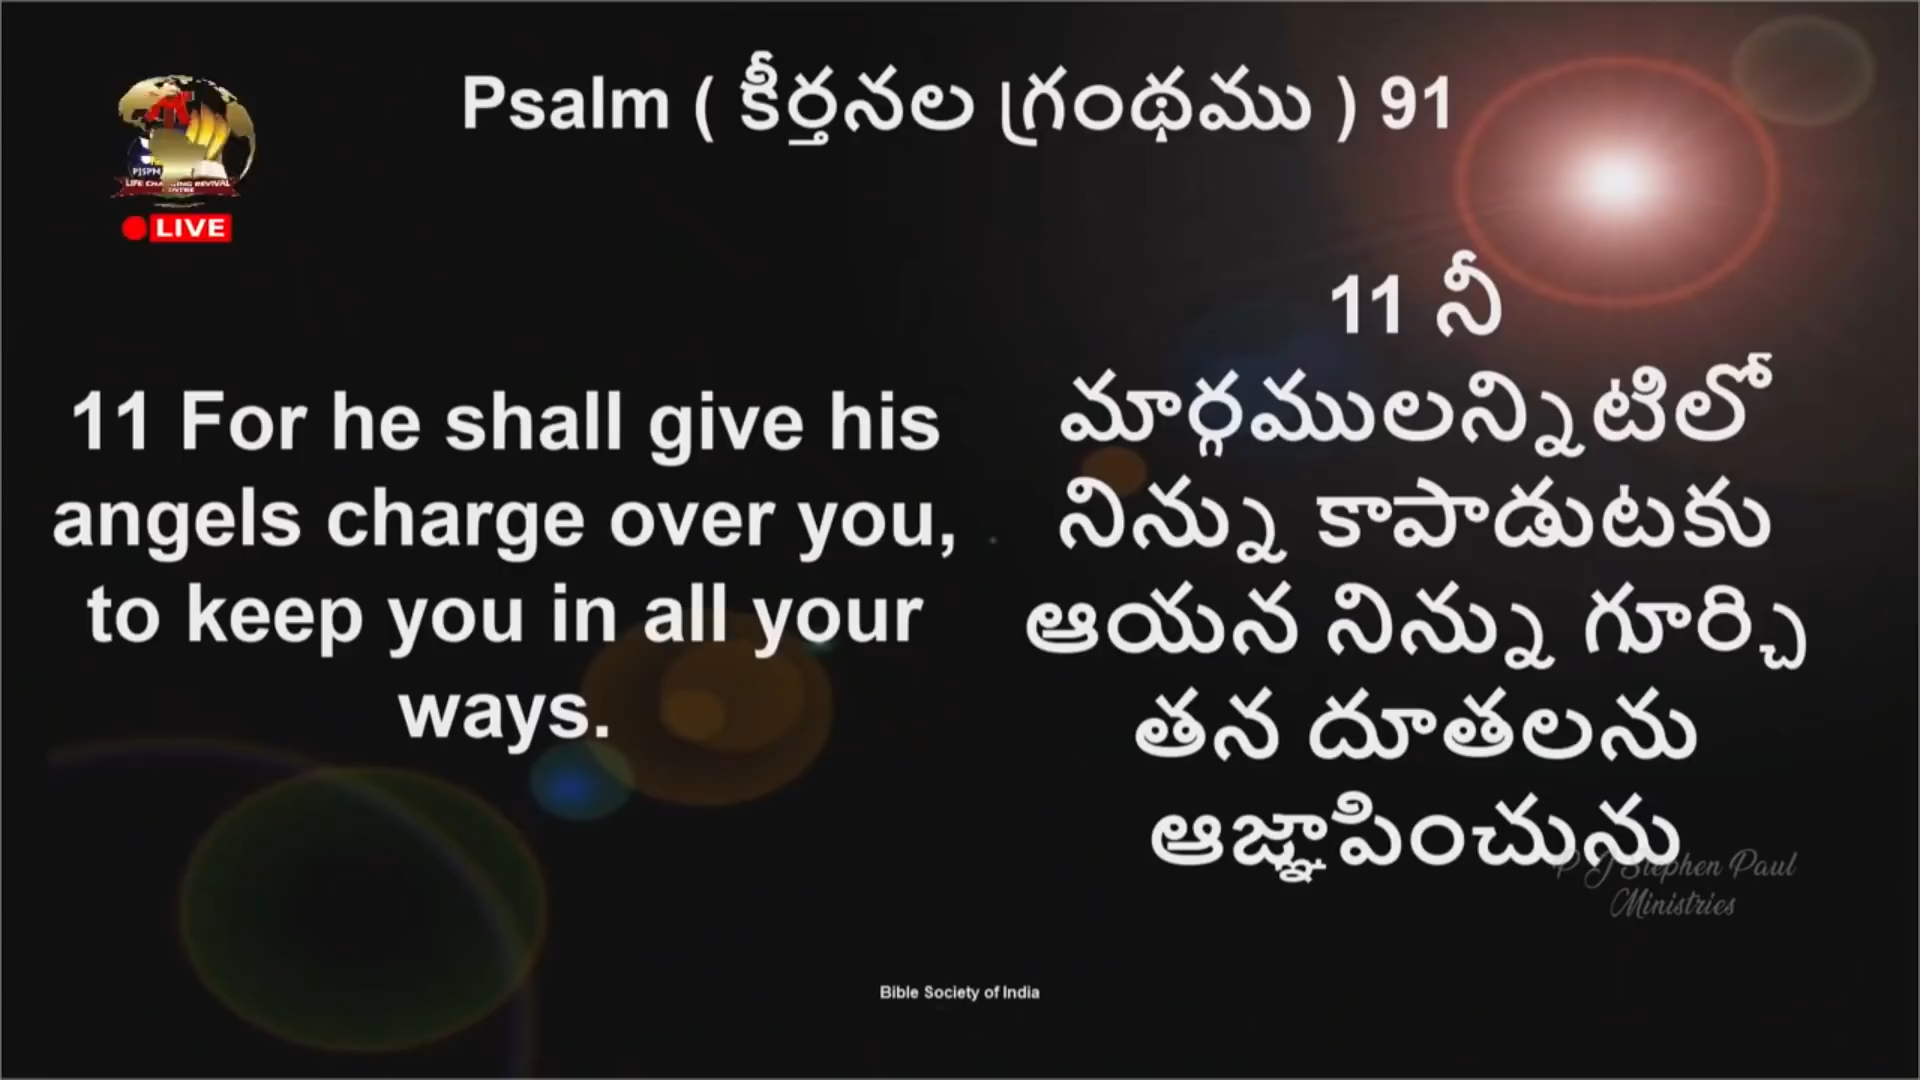 Psalm ( కీర్తనల గ్రంథము ) 91
PJSPM
LIVE
11 For he shall give his
angels charge over you,
to keep you in all your
ways.
11 నీ
మార్గములన్నిటిలో
నిన్ను కాపాడుటకు
ఆయన నిన్ను గూర్చి
తన దూతలను
ఆజ్ఞాపించును
P J Stephen Paul
Ministries
Bible Society of India